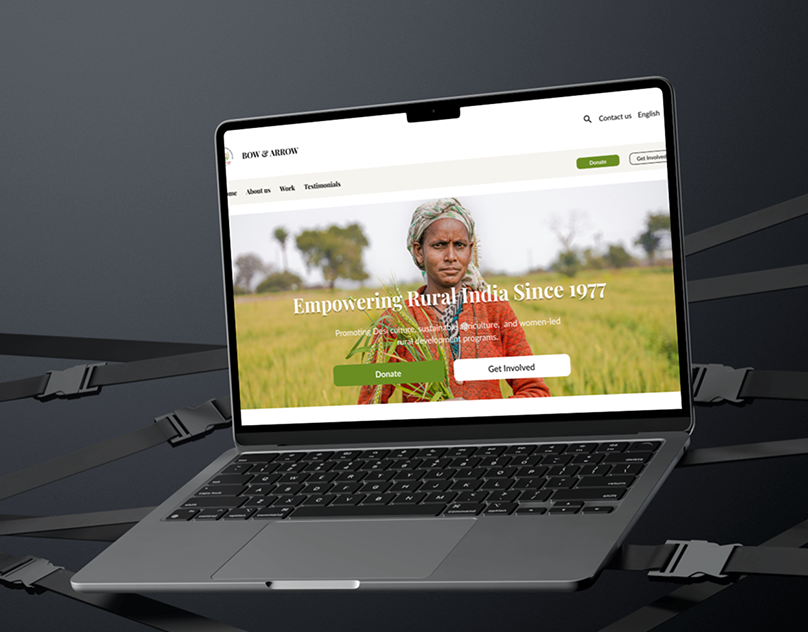 BOW & ARROW
Contact us English
Home About us Work Testimonials
Donate Get Involved
Empowering Rural India Since 1977
Promoting Desi culture, sustainable agriculture, and women-led
rural development programs.
Donate Get Involved